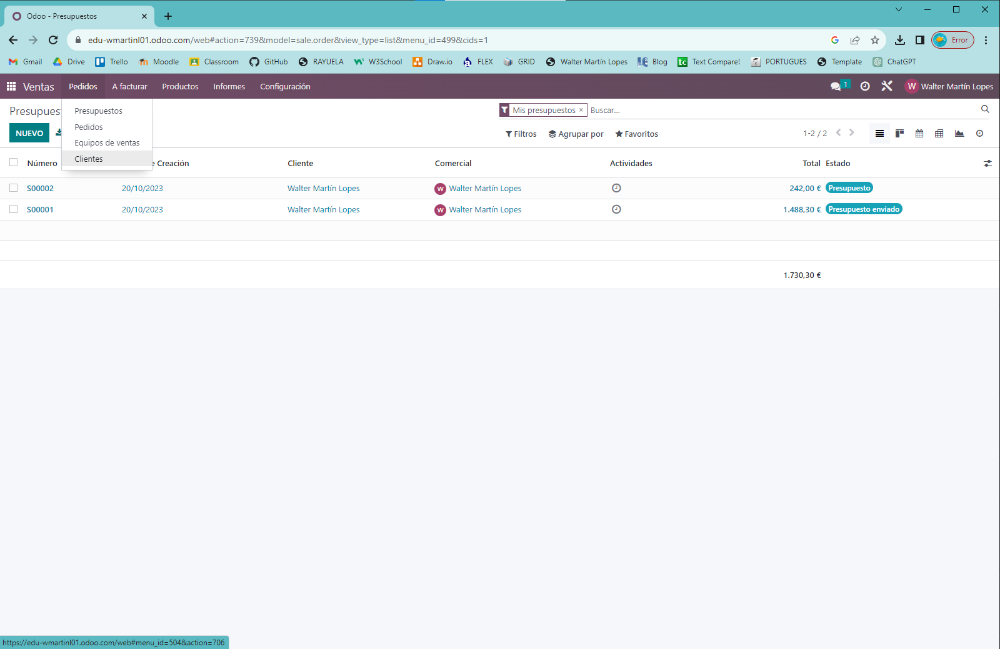 Odoo - Presupuestos
edu-wmartinl01.odoo.com/web#action=739&model=sale.order&view_type=list&menu_id=499&cids=1
Error
Gmail Drive Trello Moodle Classroom GitHub RAYUELA W3School Draw.io FLEX GRID Walter Martín Lopes Blog Text Compare! PORTUGUES Template ChatGPT
Ventas Pedidos A facturar Productos Informes Configuración 1 W Walter Martín Lopes
Presupuest
Presupuestos
Pedidos
Equipos de ventas
Clientes
Mis presupuestos × Buscar...
NUEVO
Filtros Agrupar por Favoritos 1-2 / 2
Número e Creación Cliente Comercial Actividades Total Estado
S00002 20/10/2023 Walter Martín Lopes W Walter Martín Lopes 242,00 € Presupuesto
S00001 20/10/2023 Walter Martín Lopes W Walter Martín Lopes 1.488,30 € Presupuesto enviado
1.730,30 €
https://edu-wmartinl01.odoo.com/web#menu_id=504&action=706